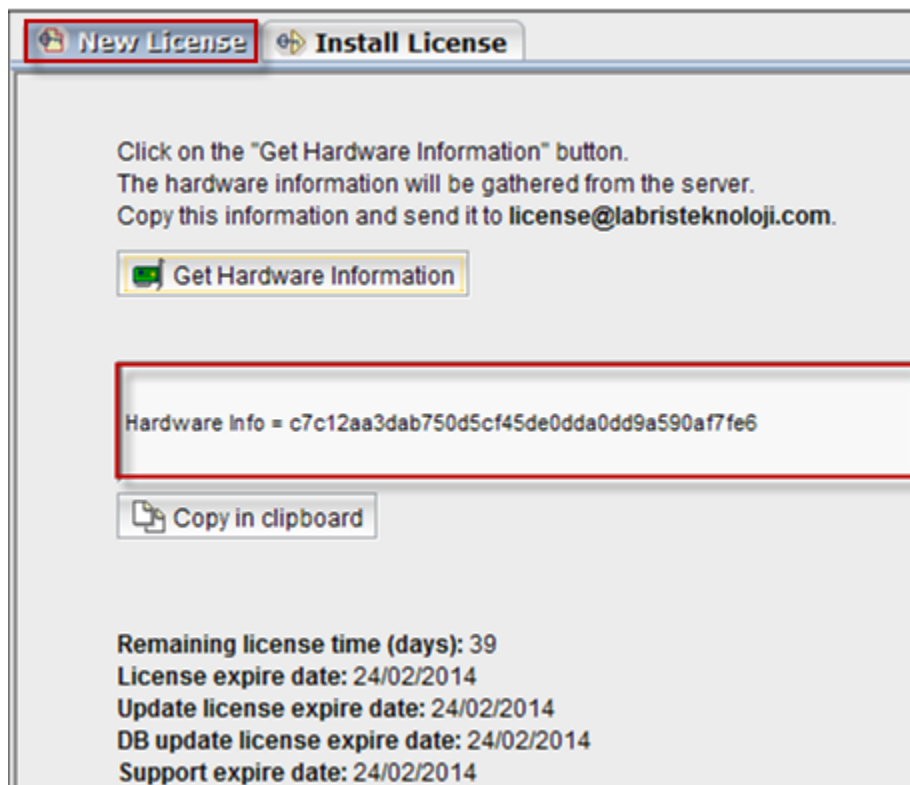 New License
Install License
Click on the "Get Hardware Information" button.
The hardware information will be gathered from the server.
Copy this information and send it to license@labristeknoloji.com.
Get Hardware Information
Hardware Info = c7c12aa3dab750d5cf45de0dda0dd9a590af7fe6
Copy in clipboard
Remaining license time (days): 39
License expire date: 24/02/2014
Update license expire date: 24/02/2014
DB update license expire date: 24/02/2014
Support expire date: 24/02/2014